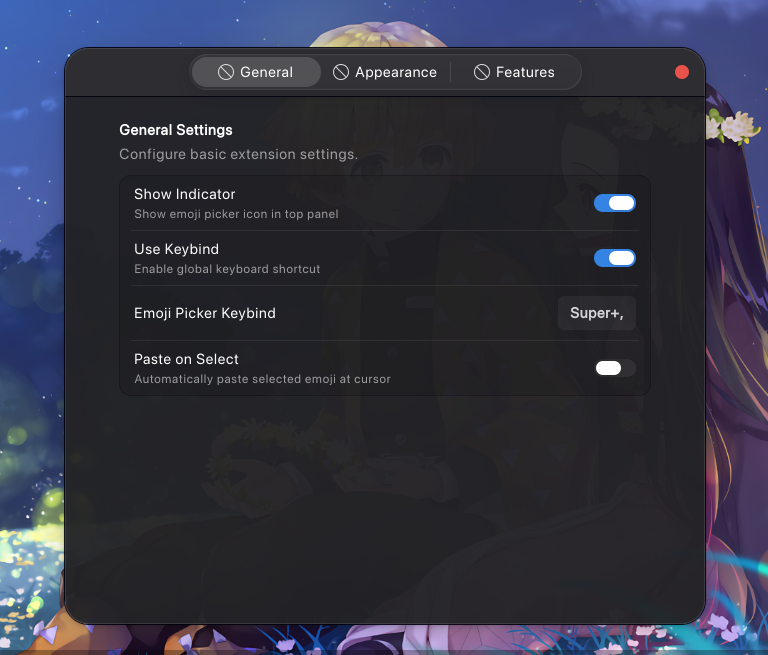 General
Appearance
Features
General Settings
Configure basic extension settings.
Show Indicator
Show emoji picker icon in top panel
Use Keybind
Enable global keyboard shortcut
Emoji Picker Keybind
Super+,
Paste on Select
Automatically paste selected emoji at cursor